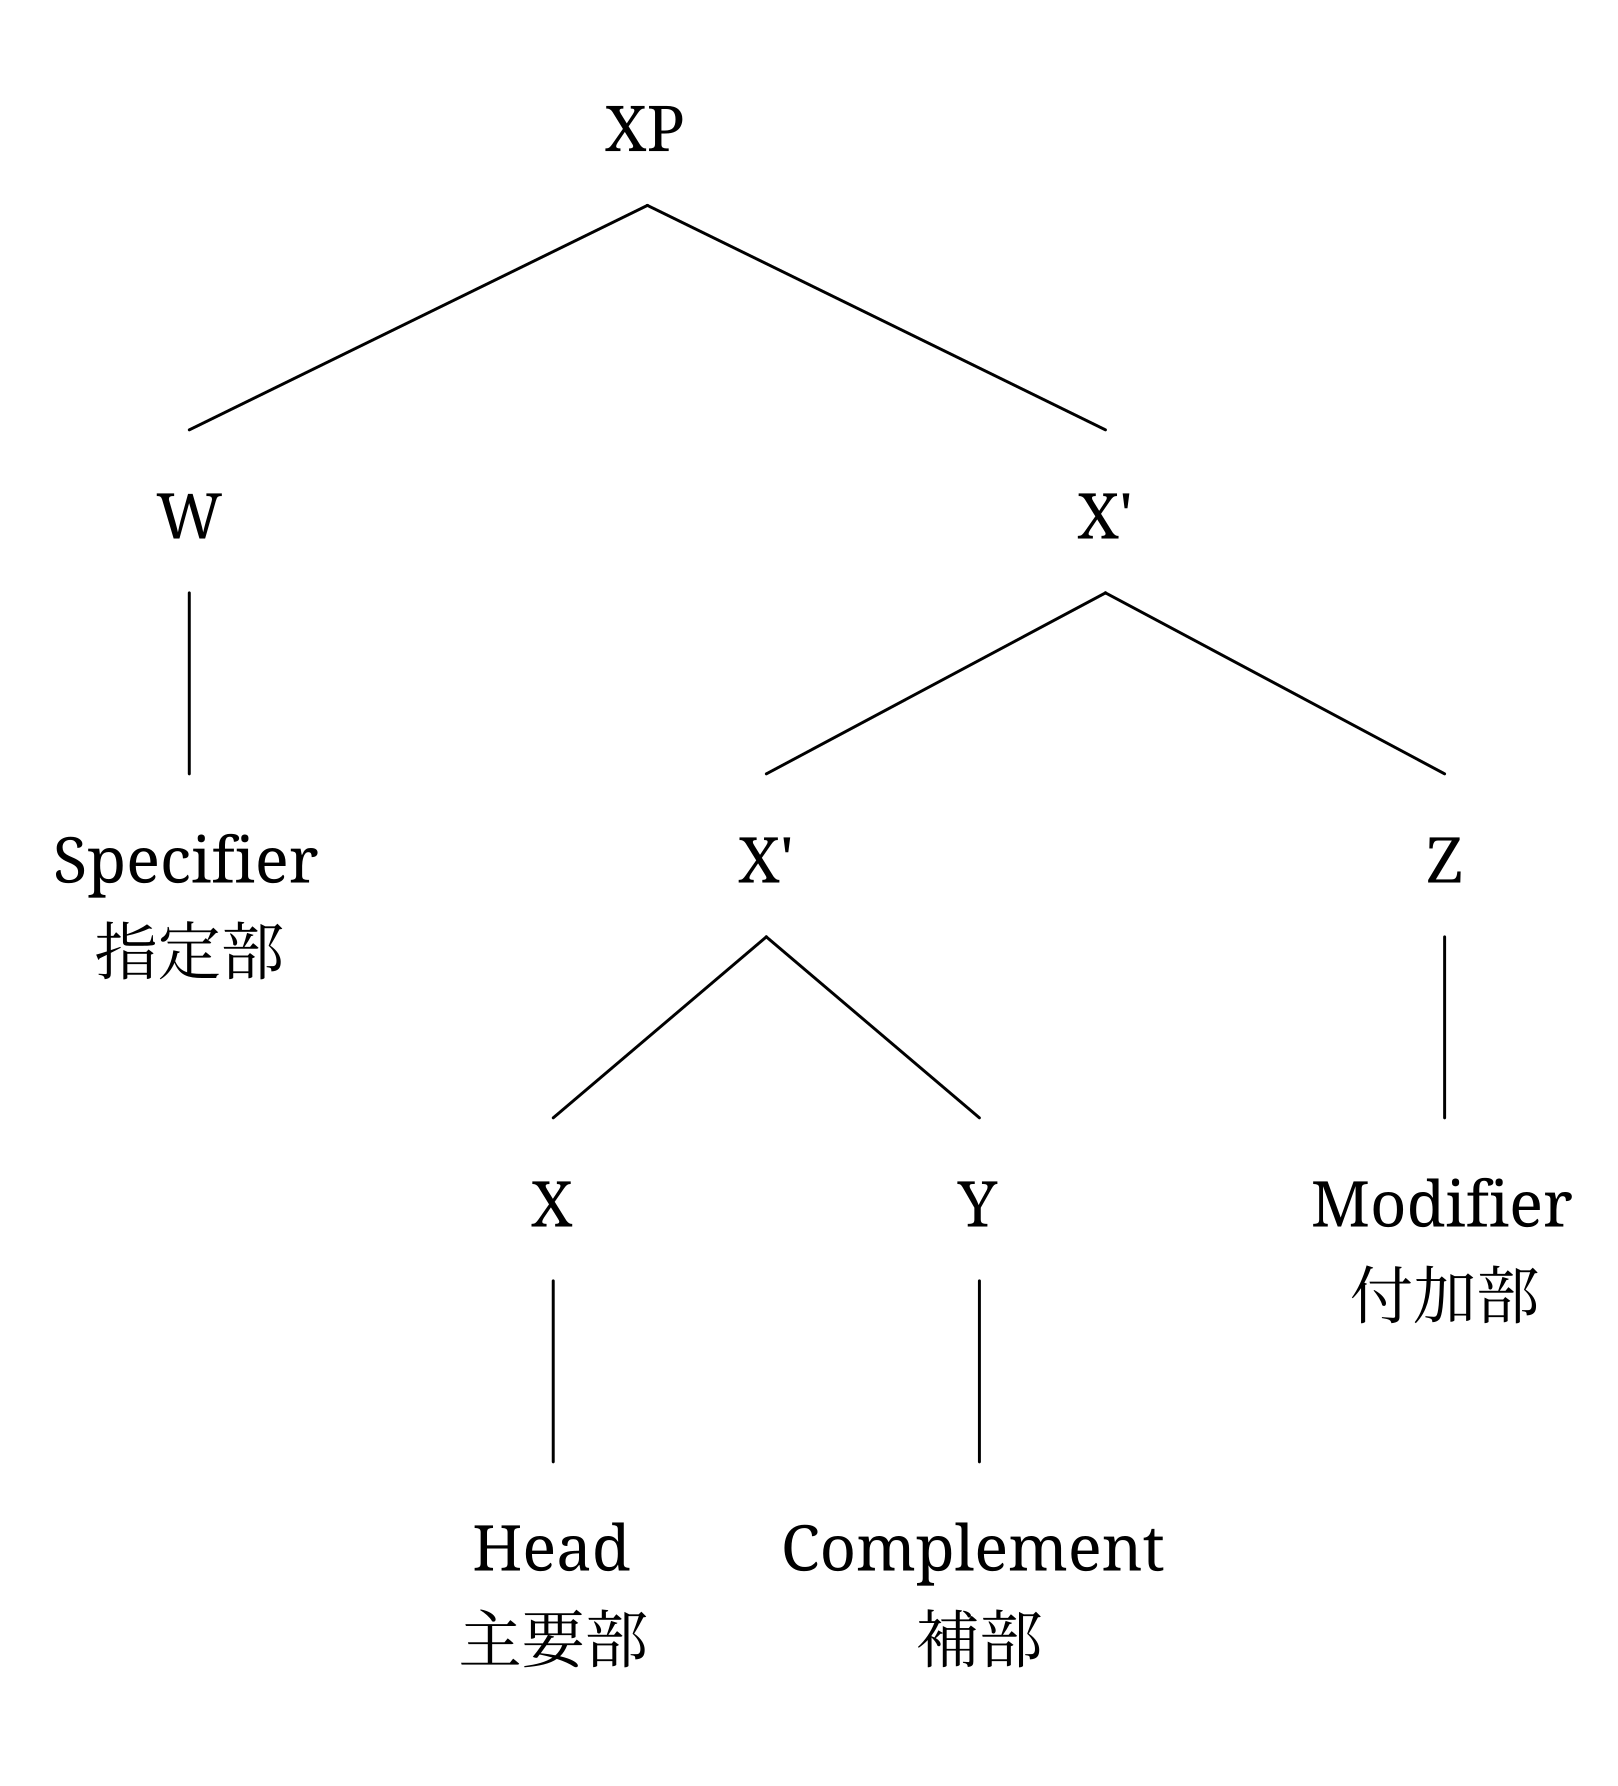 XP
W
X'
Specifier
指定部
X'
Z
X
Y
Modifier
付加部
Head
主要部
Complement
補部